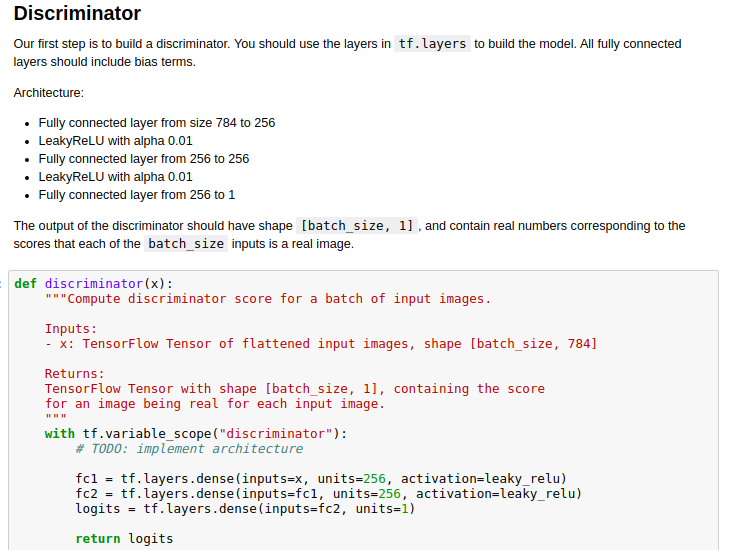 Discriminator
Our first step is to build a discriminator. You should use the layers in tf.layers to build the model. All fully connected
layers should include bias terms.
Architecture:
• Fully connected layer from size 784 to 256
• LeakyReLU with alpha 0.01
• Fully connected layer from 256 to 256
• LeakyReLU with alpha 0.01
• Fully connected layer from 256 to 1
The output of the discriminator should have shape [batch_size, 1], and contain real numbers corresponding to the
scores that each of the batch_size inputs is a real image.
def discriminator(x):
    """Compute discriminator score for a batch of input images.
    Inputs:
    - x: TensorFlow Tensor of flattened input images, shape [batch_size, 784]
    Returns:
    TensorFlow Tensor with shape [batch_size, 1], containing the score
    for an image being real for each input image.
    """
    with tf.variable_scope("discriminator"):
        # TODO: implement architecture
        fc1 = tf.layers.dense(inputs=x, units=256, activation=leaky_relu)
        fc2 = tf.layers.dense(inputs=fc1, units=256, activation=leaky_relu)
        logits = tf.layers.dense(inputs=fc2, units=1)
        return logits